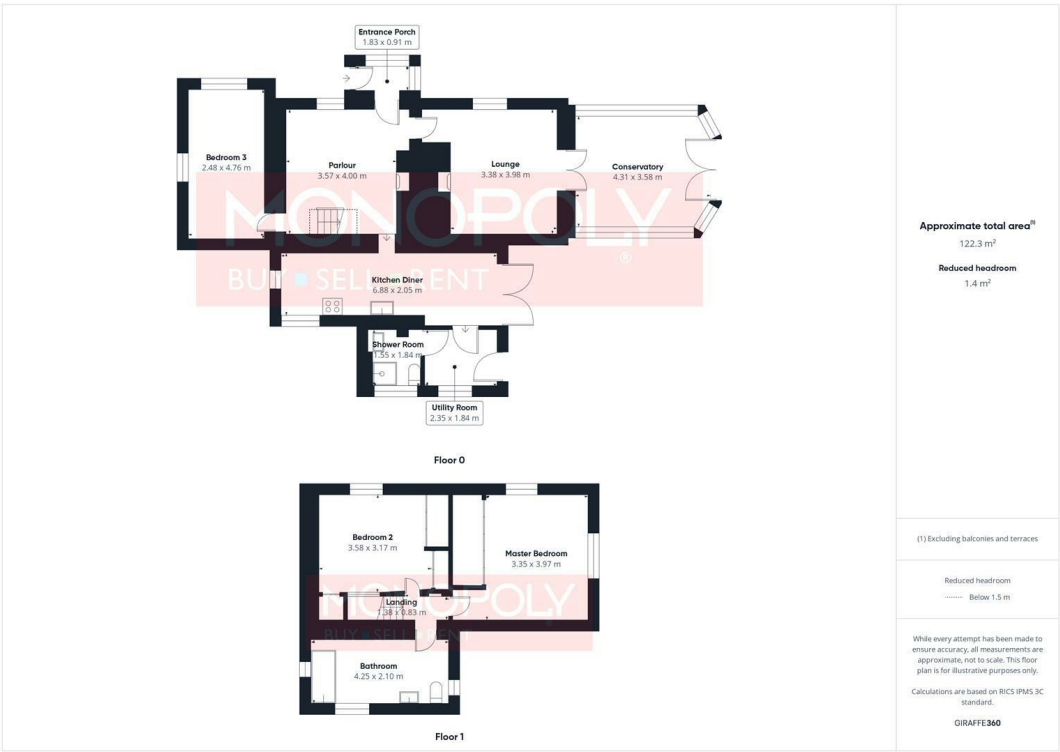 Entrance Porch
1.83 x 0.91 m
Bedroom 3
2.48 x 4.76 m
Parlour
3.57 x 4.00 m
Lounge
3.38 x 3.98 m
Conservatory
4.31 x 3.58 m
MONOPOLY
BUY SELL RENT
®
Kitchen Diner
6.88 x 2.05 m
Shower Room
1.55 x 1.84 m
Utility Room
2.35 x 1.84 m
Floor 0
Bedroom 2
3.58 x 3.17 m
Master Bedroom
3.35 x 3.97 m
MONOPOLY
BUY SELL RENT
Landing
1.38 x 0.83 m
Bathroom
4.25 x 2.10 m
Floor 1
Approximate total area(1)
122.3 m²
Reduced headroom
1.4 m²
(1) Excluding balconies and terraces
Reduced headroom
Below 1.5 m
While every attempt has been made to
ensure accuracy, all measurements are
approximate, not to scale. This floor
plan is for illustrative purposes only.
Calculations are based on RICS IPMS 3C
standard.
GIRAFFE360